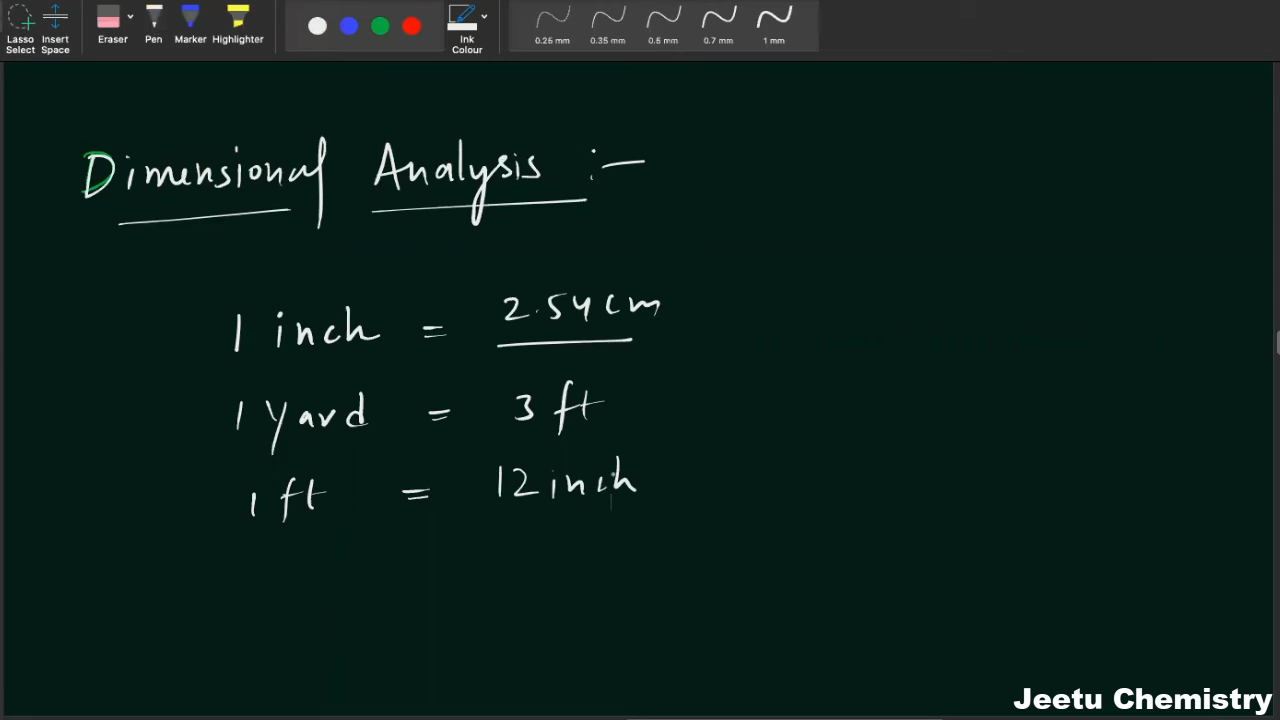 Lasso Select
Insert Space
Eraser
Pen
Marker
Highlighter
Ink Colour
0.25 mm
0.35 mm
0.5 mm
0.7 mm
1 mm
Dimensional Analysis :-
1 inch = 2.54 cm
1 Yard = 3 ft
1 ft = 12 inch
Jeetu Chemistry